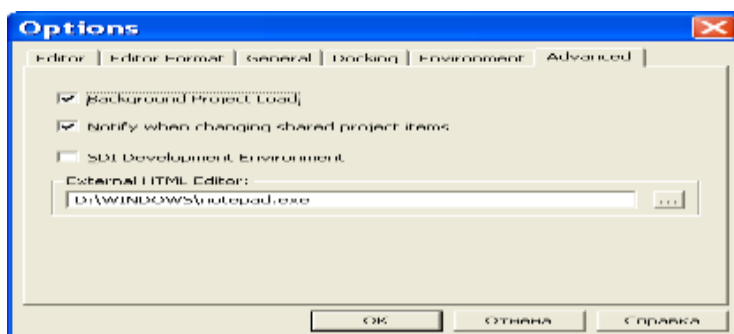 Options
Editor Editor Format General Docking Environment Advanced
Background Project Load
Notify when changing shared project items
SDI Development Environment
External HTML Editor:
D:\WINDOWS\notepad.exe ...
OK Отмена Справка